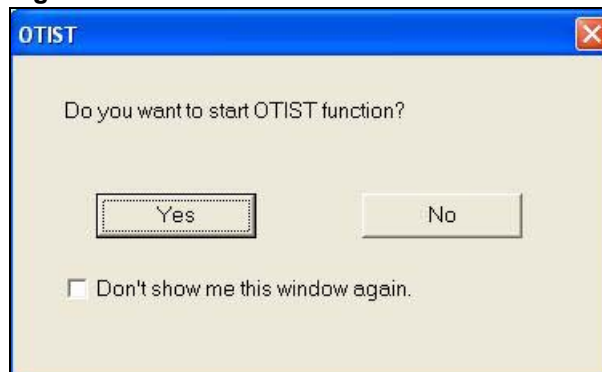 OTIST
Do you want to start OTIST function?
Yes No
Don't show me this window again.